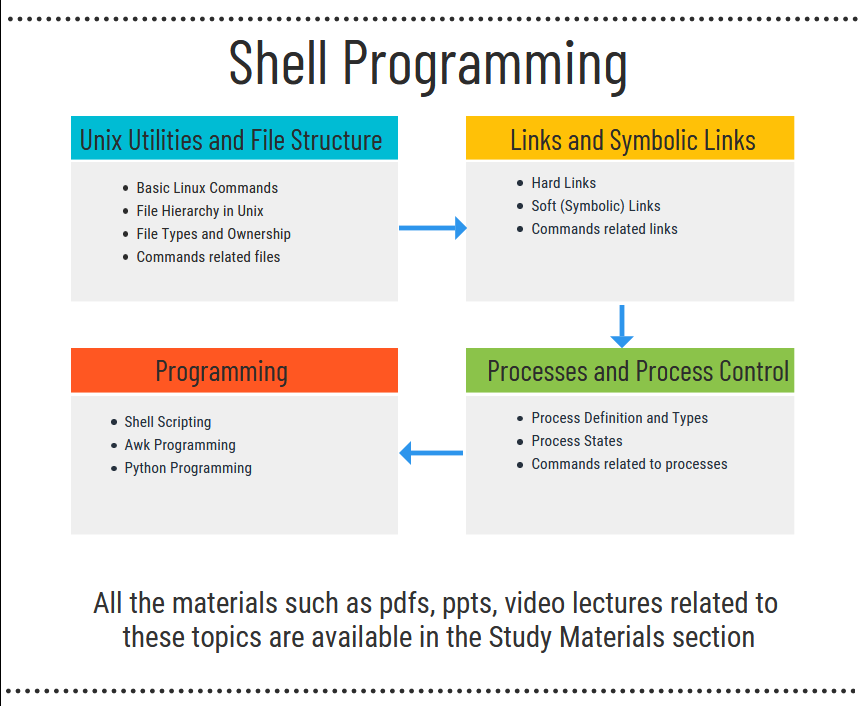 Shell Programming
Unix Utilities and File Structure
• Basic Linux Commands
• File Hierarchy in Unix
• File Types and Ownership
• Commands related files
Links and Symbolic Links
• Hard Links
• Soft (Symbolic) Links
• Commands related links
Processes and Process Control
• Process Definition and Types
• Process States
• Commands related to processes
Programming
• Shell Scripting
• Awk Programming
• Python Programming
All the materials such as pdfs, ppts, video lectures related to
these topics are available in the Study Materials section